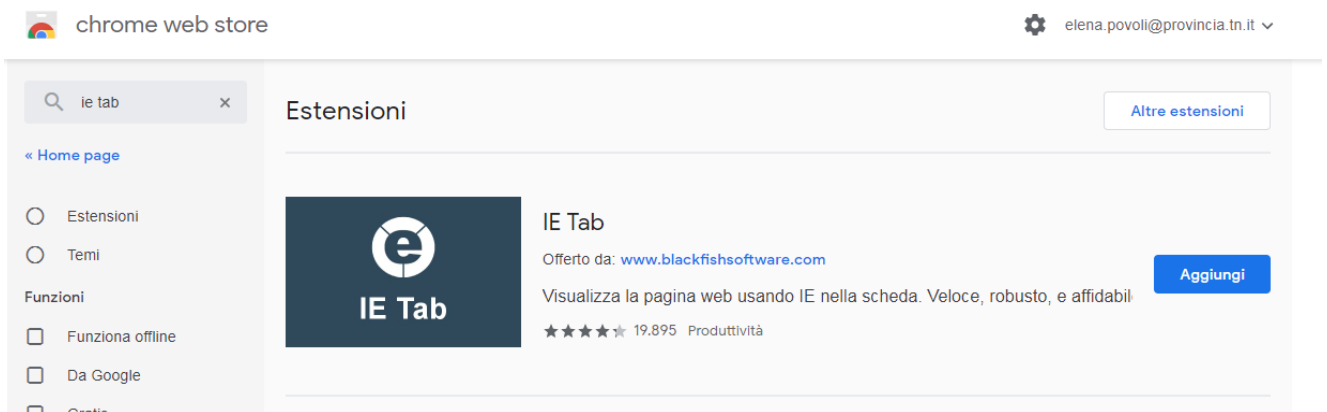 chrome web store
elena.povoli@provincia.tn.it
ie tab
×
« Home page
Estensioni
Temi
Funzioni
Funziona offline
Da Google
Gratis
Estensioni
Altre estensioni
IE Tab
IE Tab
Offerto da: www.blackfishsoftware.com
Visualizza la pagina web usando IE nella scheda. Veloce, robusto, e affidabil
19.895 Produttività
Aggiungi